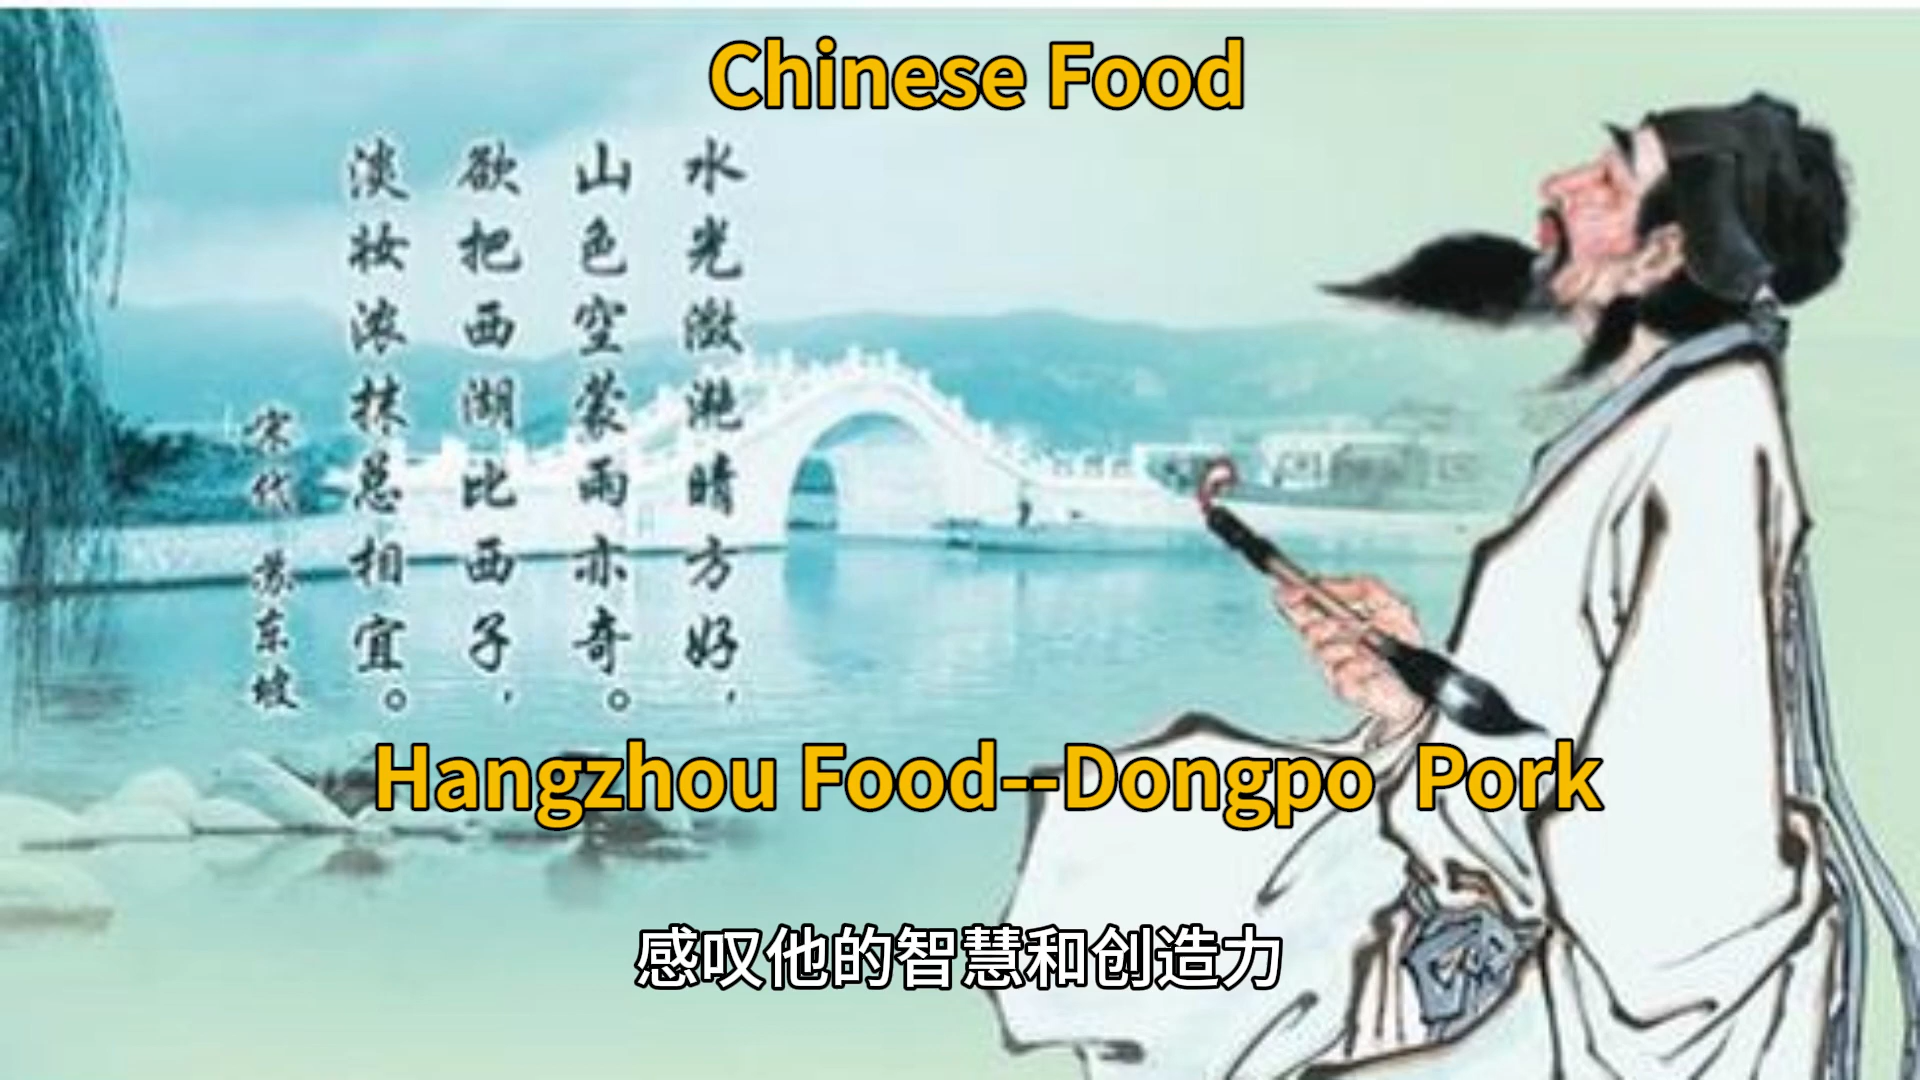 Chinese Food
水光潋滟晴方好，
山色空蒙雨亦奇。
欲把西湖比西子，
淡妆浓抹总相宜。
宋代 苏东坡
Hangzhou Food--Dongpo Pork
感叹他的智慧和创造力